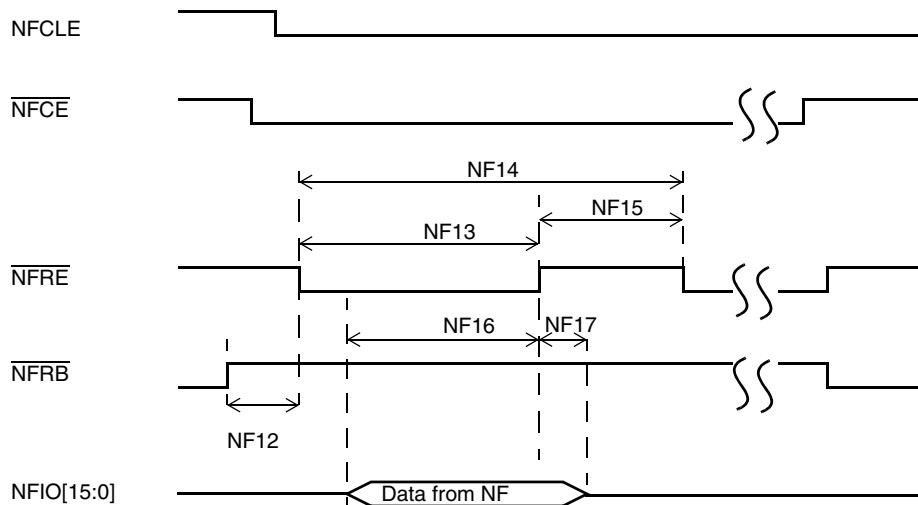 NFCLE
NFCE
NF14
NF15
NF13
NFRE
NF16
NF17
NFRB
NF12
NFIO[15:0]
Data from NF